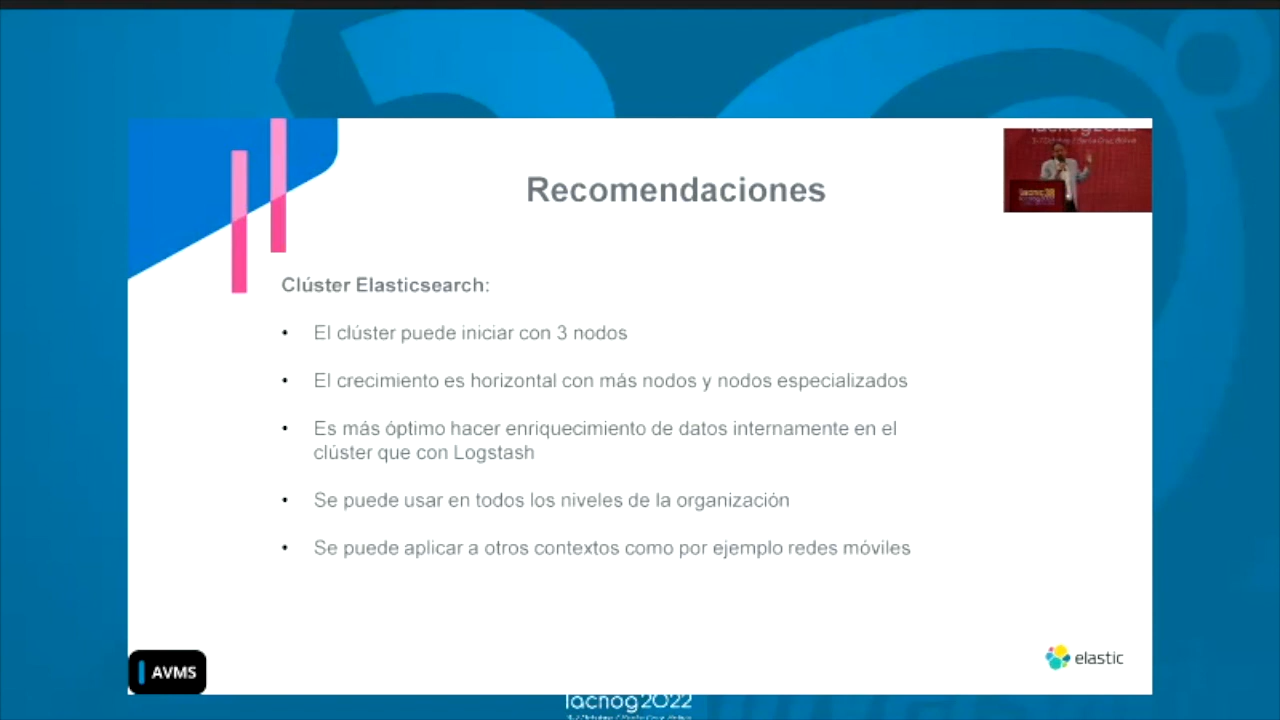 lacnog2022
Recomendaciones
Clúster Elasticsearch:
• El clúster puede iniciar con 3 nodos
• El crecimiento es horizontal con más nodos y nodos especializados
• Es más óptimo hacer enriquecimiento de datos internamente en el
clúster que con Logstash
• Se puede usar en todos los niveles de la organización
• Se puede aplicar a otros contextos como por ejemplo redes móviles
elastic
AVMS
lacnog2022